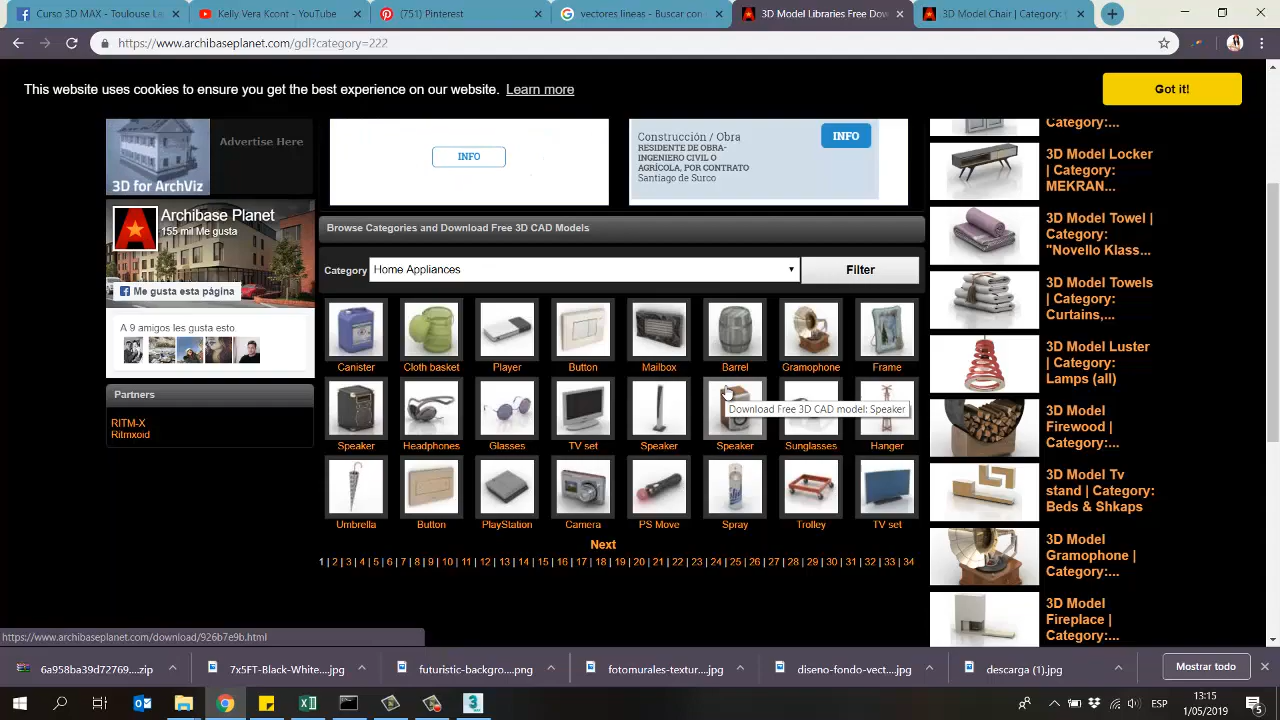 Curso 3D MAX - Toulouse La
Kelly Vera Knot - YouTube
(751) Pinterest
vectores lineas - Buscar con G
3D Model Libraries Free Down
3D Model Chair | Category: S
https://www.archibaseplanet.com/gd?category=222
This website uses cookies to ensure you get the best experience on our website. Learn more
Got it!
3D for ArchViz
Advertise Here
INFO
Construcción / Obra
RESIDENTE DE OBRA-
INGENIERO CIVIL O
AGRÍCOLA, POR CONTRATO
Santiago de Surco
INFO
Archibase Planet
155 mil Me gusta
Me gusta esta página
A 9 amigos les gusta esto.
Partners
RITM-X
Ritmxoid
Browse Categories and Download Free 3D CAD Models
Category Home Appliances Filter
Canister Cloth basket Player Button Mailbox Barrel Gramophone Frame
Download Free 3D CAD model: Speaker
Speaker Headphones Glasses TV set Speaker Speaker Sunglasses Hanger
Umbrella Button PlayStation Camera PS Move Spray Trolley TV set
Next
1 | 2 | 3 | 4 | 5 | 6 | 7 | 8 | 9 | 10 | 11 | 12 | 13 | 14 | 15 | 16 | 17 | 18 | 19 | 20 | 21 | 22 | 23 | 24 | 25 | 26 | 27 | 28 | 29 | 30 | 31 | 32 | 33 | 34
Category:...
3D Model Locker
| Category:
MEKRAN...
3D Model Towel |
Category:
"Novello Klass...
3D Model Towels
| Category:
Curtains,...
3D Model Luster
| Category:
Lamps (all)
3D Model
Firewood |
Category:...
3D Model Tv
stand | Category:
Beds & Shkaps
3D Model
Gramophone |
Category:...
3D Model
Fireplace |
Category:...
https://www.archibaseplanet.com/download/926b7e9b.html
6a958ba39d72769....zip
7x5FT-Black-White....jpg
futuristic-backgro....png
fotomurales-textur....jpg
diseno-fondo-vect....jpg
descarga (1).jpg
Mostrar todo
ESP
13:15
1/05/2019
5